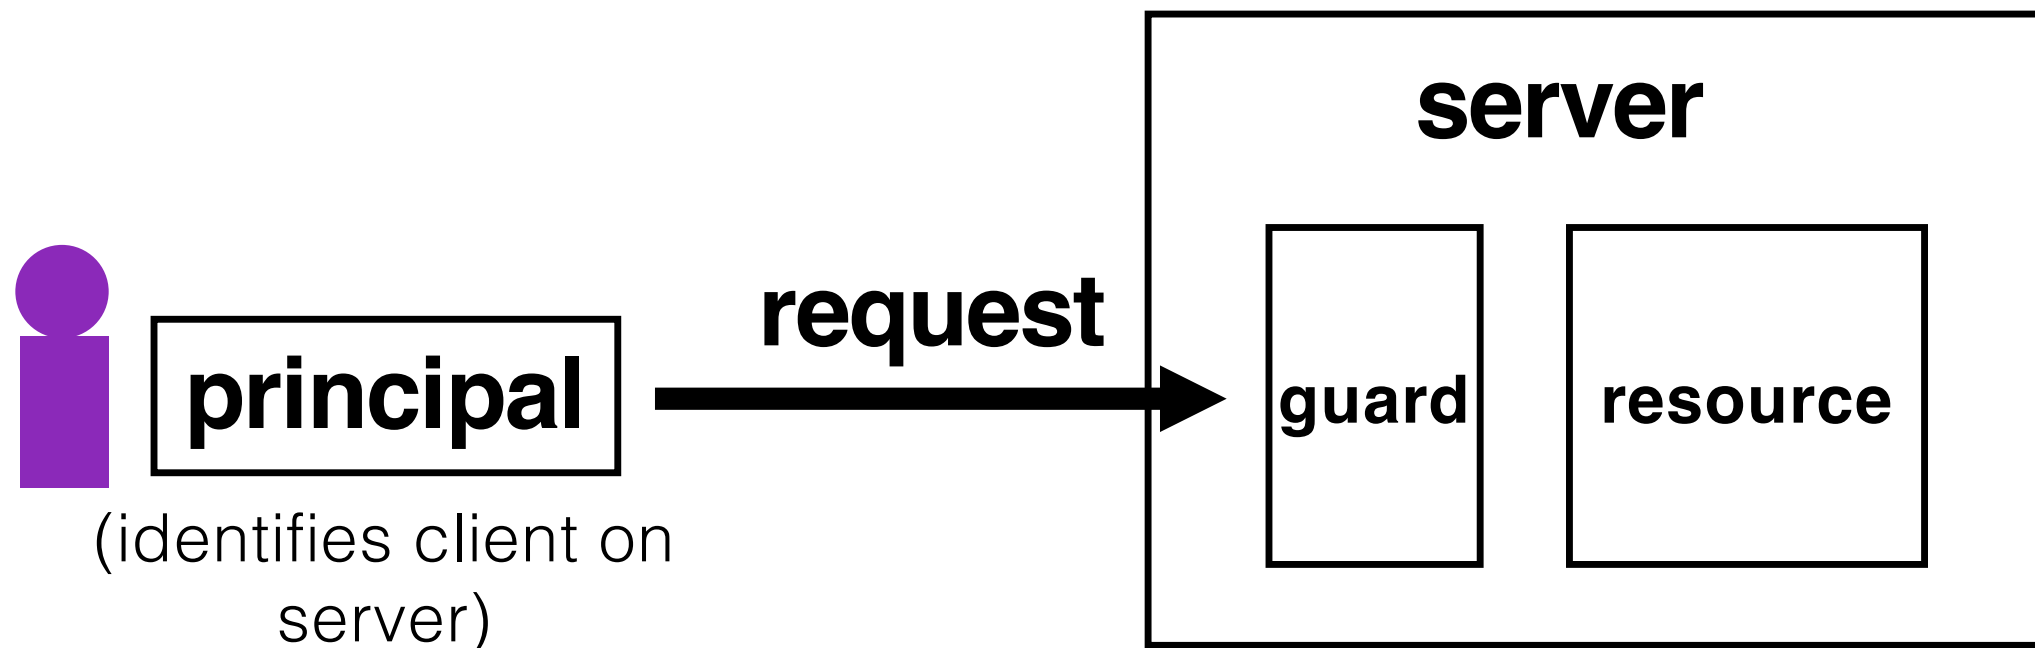 server
request
principal
guard
resource
(identifies client on
server)